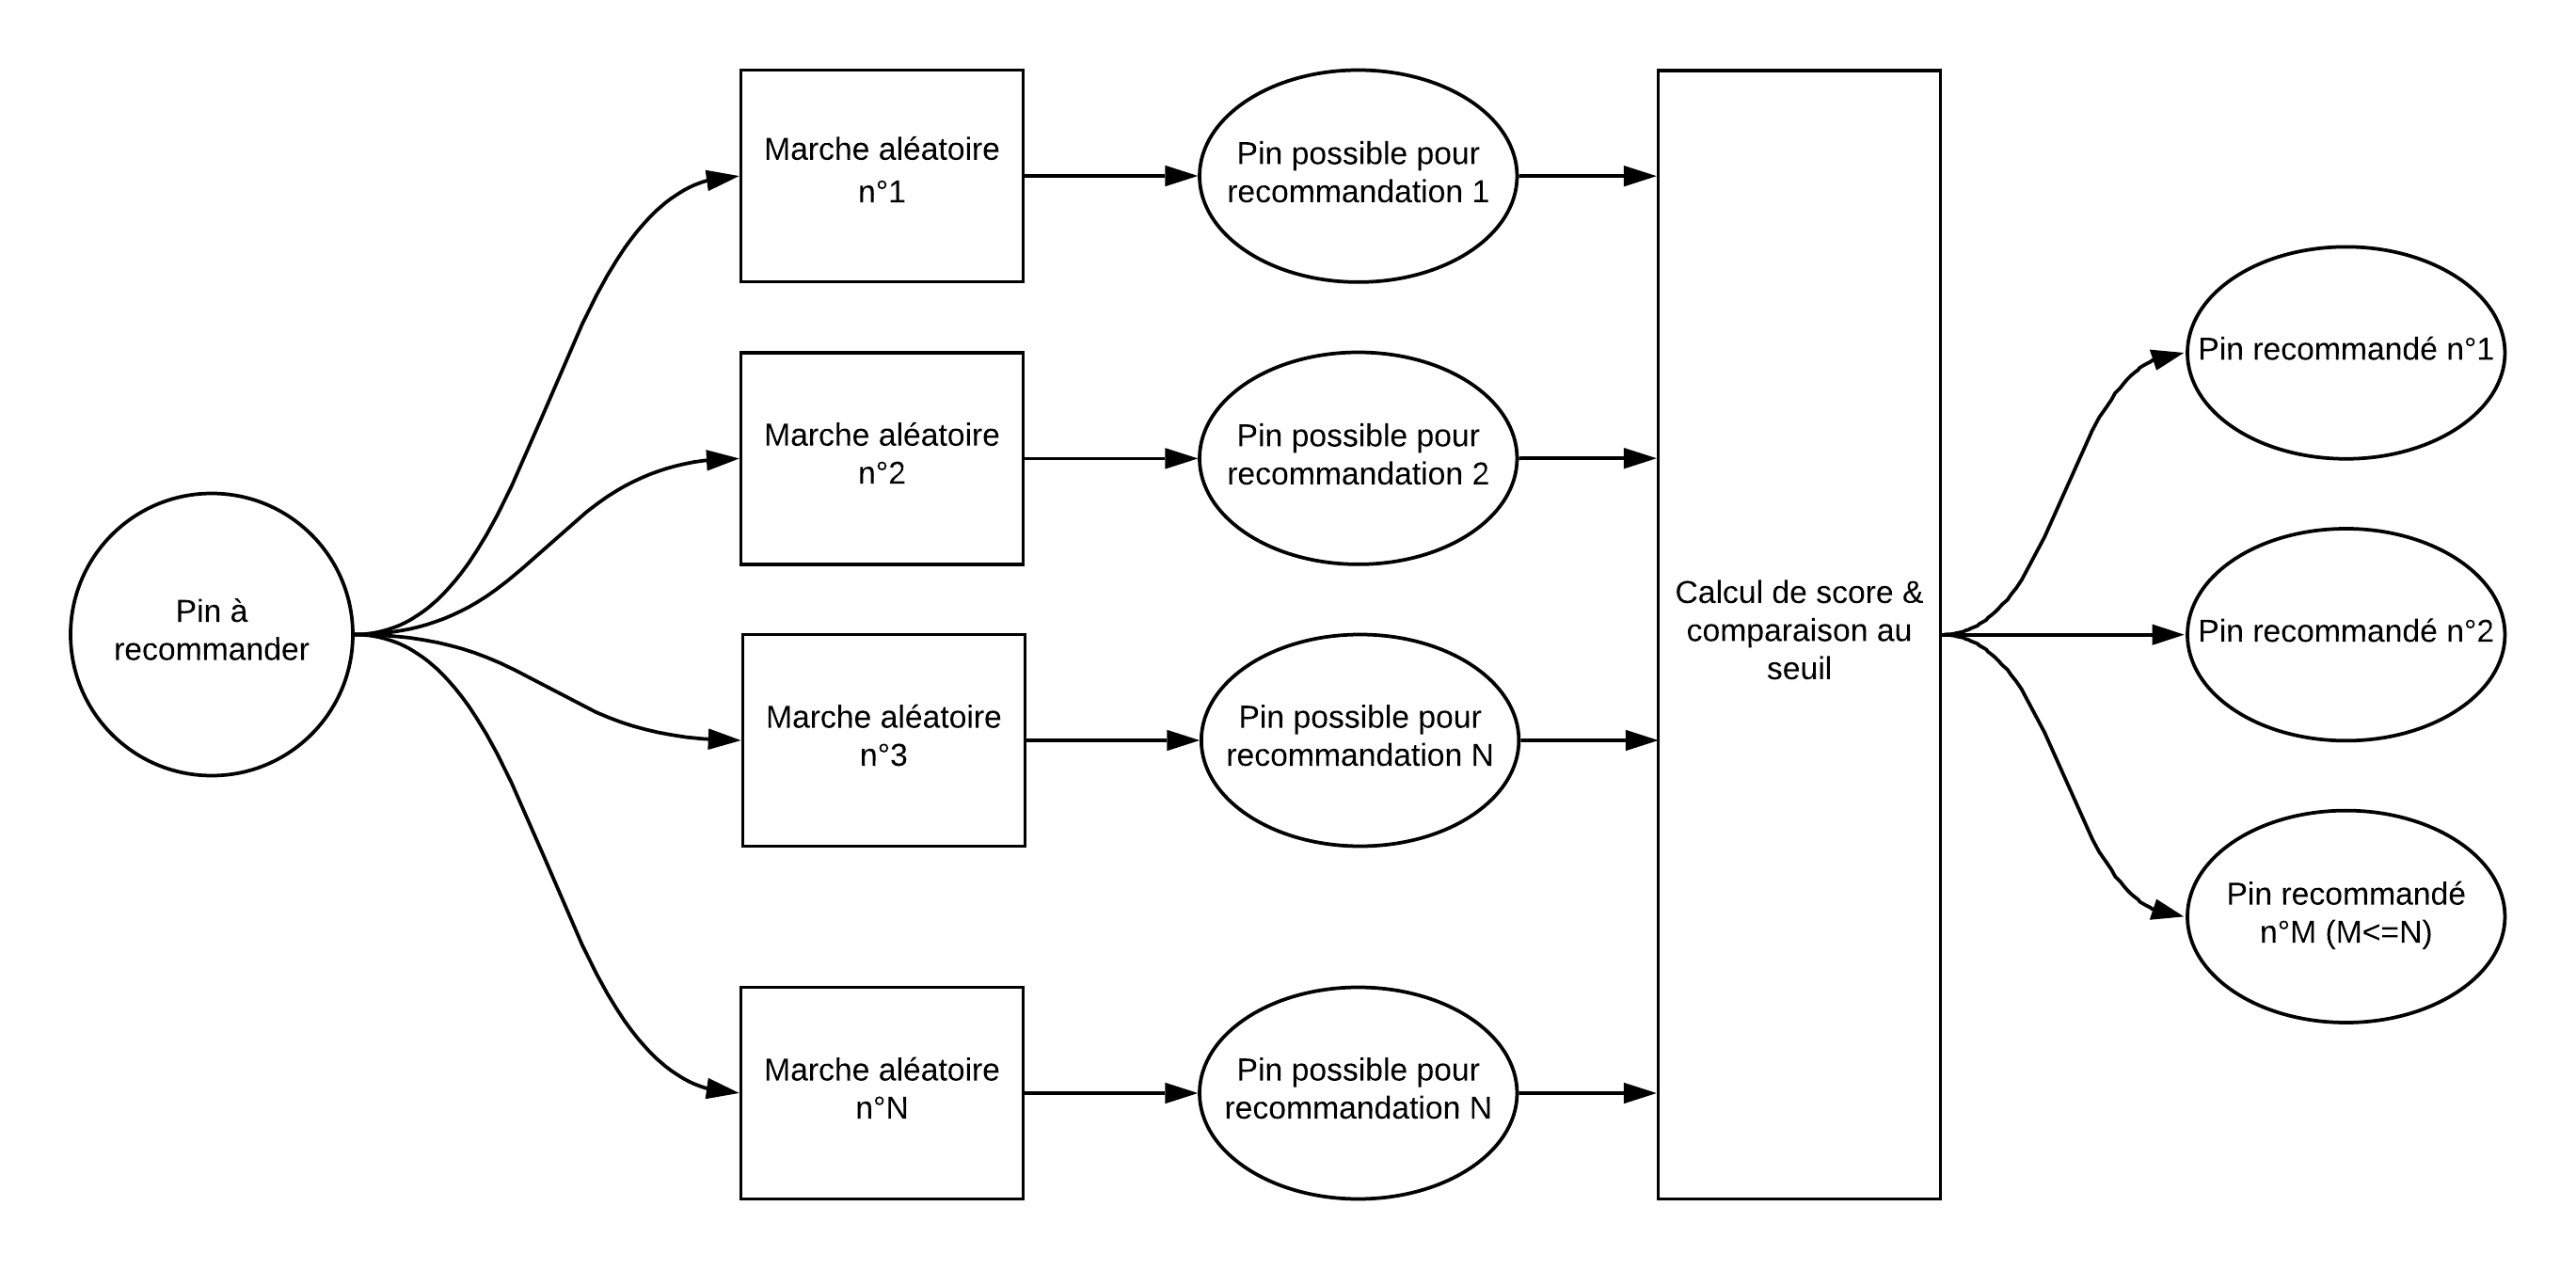 Pin à
recommander
Marche aléatoire
n°1
Marche aléatoire
n°2
Marche aléatoire
n°3
Marche aléatoire
n°N
Pin possible pour
recommandation 1
Pin possible pour
recommandation 2
Pin possible pour
recommandation N
Pin possible pour
recommandation N
Calcul de score &
comparaison au
seuil
Pin recommandé n°1
Pin recommandé n°2
Pin recommandé
n°M (M<=N)